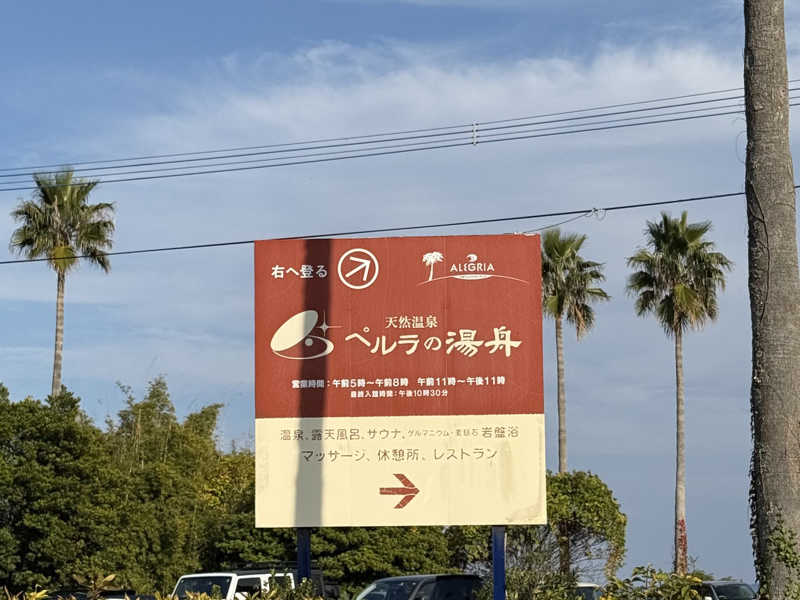 右へ登る
ALEGRIA
天然温泉
ペルラの湯舟
営業時間：午前5時〜午前8時　午前11時〜午後11時
最終入館時間：午後10時30分
温泉、露天風呂、サウナ、ゲルマニウム・麦飯石 岩盤浴
マッサージ、休憩所、レストラン